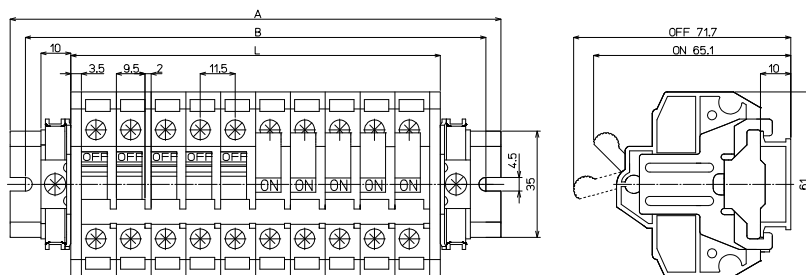 A
B
L
10
3.5
9.5
2
11.5
OFF
OFF
OFF
OFF
OFF
ON
ON
ON
ON
ON
4.5
35
OFF 71.7
ON 65.1
10
61